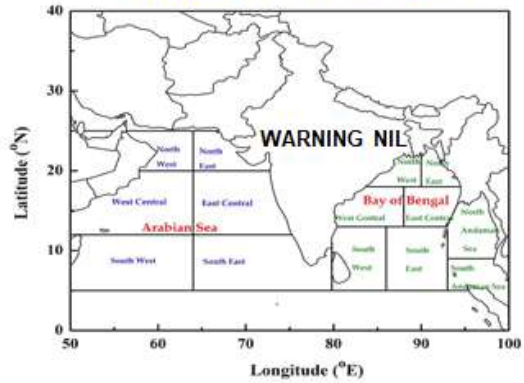 40
30
20
10
0
Latitude (°N)
WARNING NIL
North West
North East
North West
North East
West Central
East Central
Bay of Bengal
West Central
East Central
North Andaman Sea
Arabian Sea
South West
South East
South West
South East
South Andaman Sea
50 60 70 80 90 100
Longitude (°E)